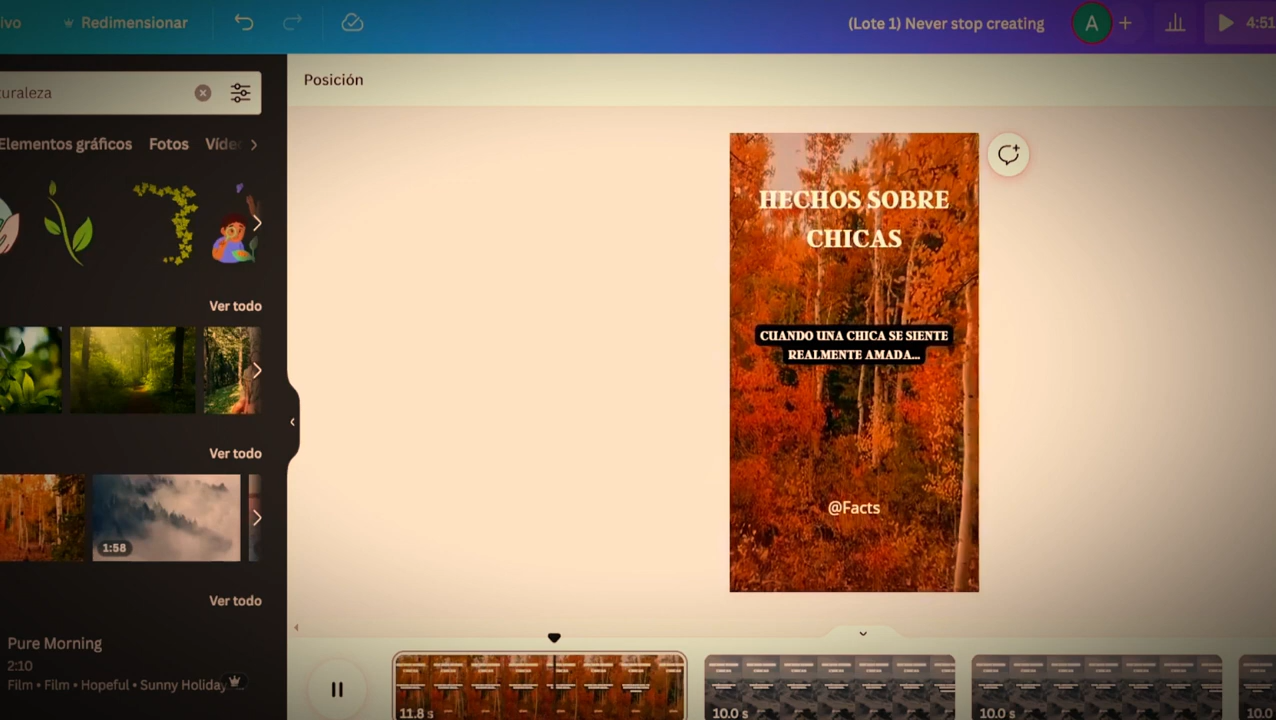 ivo
Redimensionar
(Lote 1) Never stop creating
A
4:51
uraleza
Posición
Elementos gráficos
Fotos
Víde
HECHOS SOBRE
CHICAS
Ver todo
CUANDO UNA CHICA SE SIENTE
REALMENTE AMADA...
Ver todo
@Facts
1:58
Ver todo
Pure Morning
2:10
Film • Film • Hopeful • Sunny Holiday
11.8 s
10.0 s
10.0 s
10.0